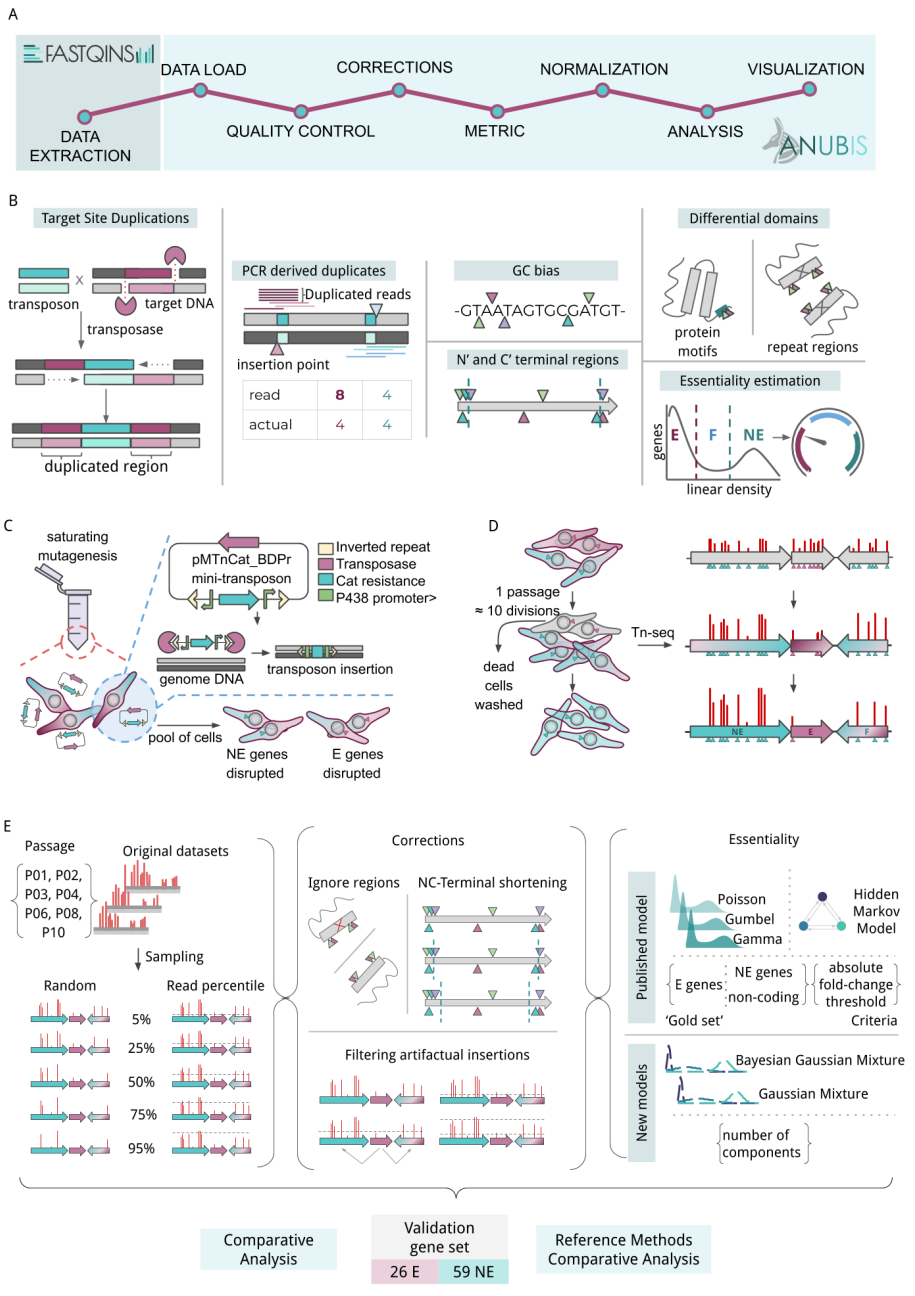 A
FASTQINS
DATA LOAD
CORRECTIONS
NORMALIZATION
VISUALIZATION
DATA
EXTRACTION
QUALITY CONTROL
METRIC
ANALYSIS
ANUBIS
B
Target Site Duplications
transposon
X
target DNA
transposase
duplicated region
PCR derived duplicates
Duplicated reads
insertion point
read 8 4
actual 4 4
GC bias
-GTAATAGTGCCGATGT-
N' and C' terminal regions
Differential domains
protein
motifs
repeat regions
Essentiality estimation
genes
E F NE
linear density
C
saturating
mutagenesis
pMTnCat_BDPr
mini-transposon
Inverted repeat
Transposase
Cat resistance
P438 promoter>
genome DNA
transposon insertion
pool of cells
NE genes
disrupted
E genes
disrupted
D
1 passage
≈ 10 divisions
dead
cells
washed
Tn-seq
NE E F
E
Passage
P01, P02,
P03, P04,
P06, P08,
P10
Original datasets
Sampling
Random
Read percentile
5%
25%
50%
75%
95%
Corrections
Ignore regions
NC-Terminal shortening
Filtering artifactual insertions
Essentiality
Published model
Poisson
Gumbel
Gamma
Hidden
Markov
Model
E genes
NE genes
non-coding
absolute
fold-change
threshold
'Gold set'
Criteria
New models
Bayesian Gaussian Mixture
Gaussian Mixture
number of
components
Comparative
Analysis
Validation
gene set
26 E 59 NE
Reference Methods
Comparative Analysis